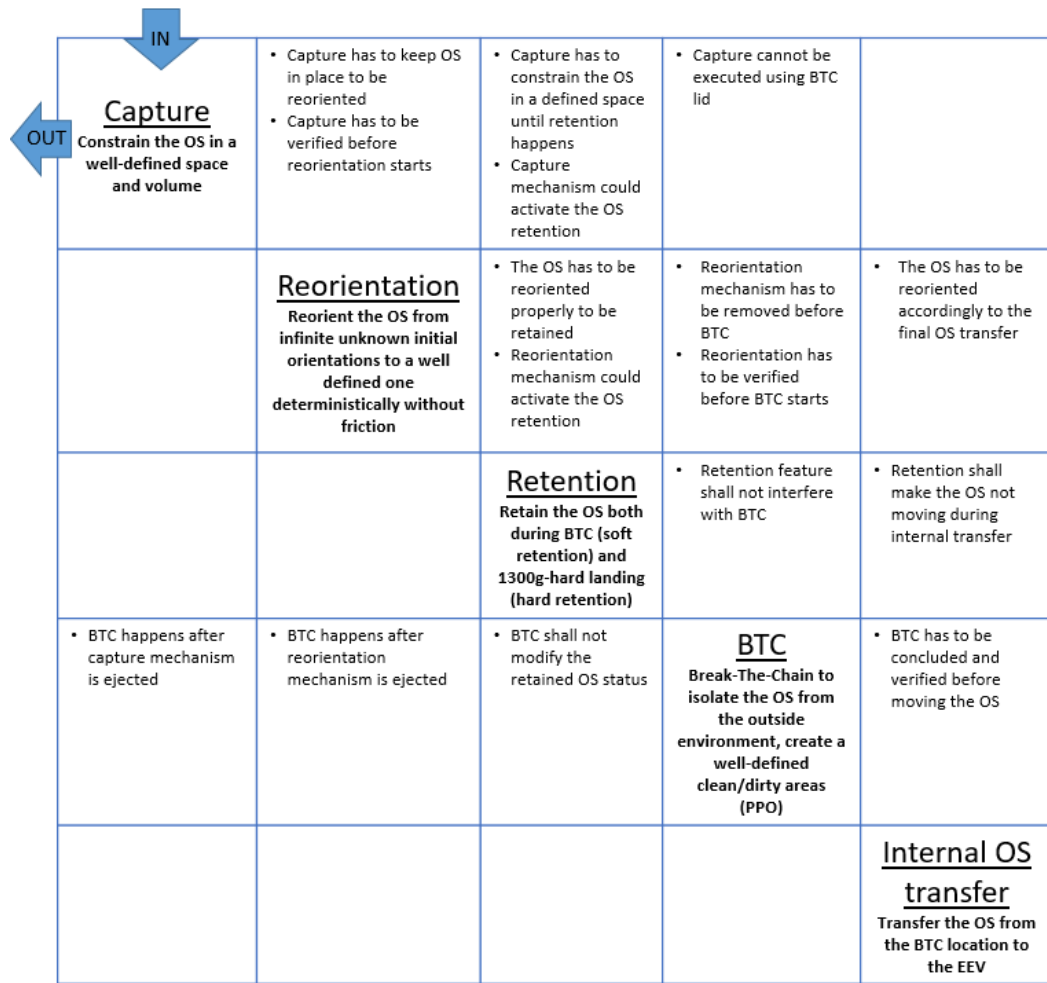 IN
OUT
Capture
Constrain the OS in a
well-defined space
and volume
• Capture has to keep OS
in place to be
reoriented
• Capture has to be
verified before
reorientation starts
• Capture has to
constrain the OS
in a defined space
until retention
happens
• Capture
mechanism could
activate the OS
retention
• Capture cannot be
executed using BTC
lid
Reorientation
Reorient the OS from
infinite unknown initial
orientations to a well
defined one
deterministically without
friction
• The OS has to be
reoriented
properly to be
retained
• Reorientation
mechanism could
activate the OS
retention
• Reorientation
mechanism has to
be removed before
BTC
• Reorientation has
to be verified
before BTC starts
• The OS has to be
reoriented
accordingly to the
final OS transfer
Retention
Retain the OS both
during BTC (soft
retention) and
1300g-hard landing
(hard retention)
• Retention feature
shall not interfere
with BTC
• Retention shall
make the OS not
moving during
internal transfer
• BTC happens after
capture mechanism
is ejected
• BTC happens after
reorientation
mechanism is ejected
• BTC shall not
modify the
retained OS status
BTC
Break-The-Chain to
isolate the OS from
the outside
environment, create a
well-defined
clean/dirty areas
(PPO)
• BTC has to be
concluded and
verified before
moving the OS
Internal OS
transfer
Transfer the OS from
the BTC location to
the EEV